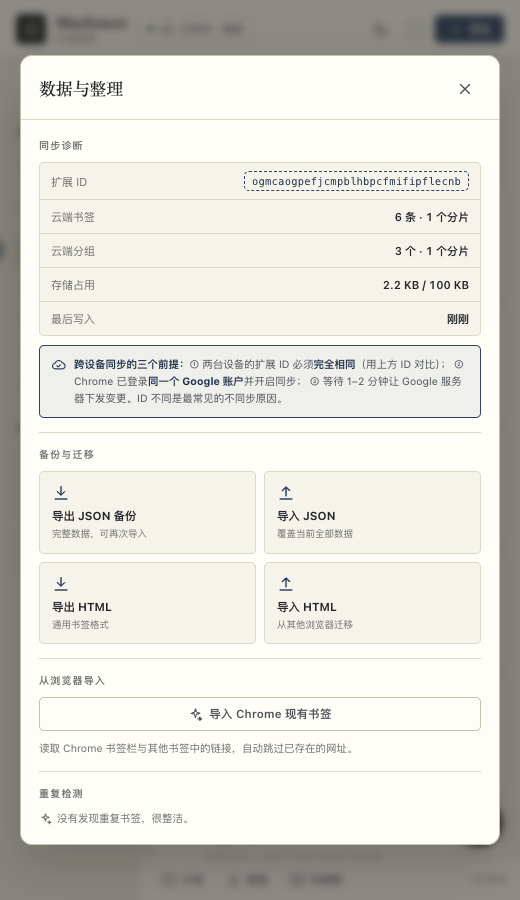 数据与整理
同步诊断
扩展 ID
ogmcaogpefjcmpblhbpcfmifipflecnb
云端书签
6 条 · 1 个分片
云端分组
3 个 · 1 个分片
存储占用
2.2 KB / 100 KB
最后写入
刚刚
跨设备同步的三个前提：① 两台设备的扩展 ID 必须完全相同（用上方 ID 对比）；②
Chrome 已登录同一个 Google 账户并开启同步；③ 等待 1–2 分钟让 Google 服务
器下发变更。ID 不同是最常见的不同步原因。
备份与迁移
导出 JSON 备份
完整数据，可再次导入
导入 JSON
覆盖当前全部数据
导出 HTML
通用书签格式
导入 HTML
从其他浏览器迁移
从浏览器导入
导入 Chrome 现有书签
读取 Chrome 书签栏与其他书签中的链接，自动跳过已存在的网址。
重复检测
没有发现重复书签，很整洁。